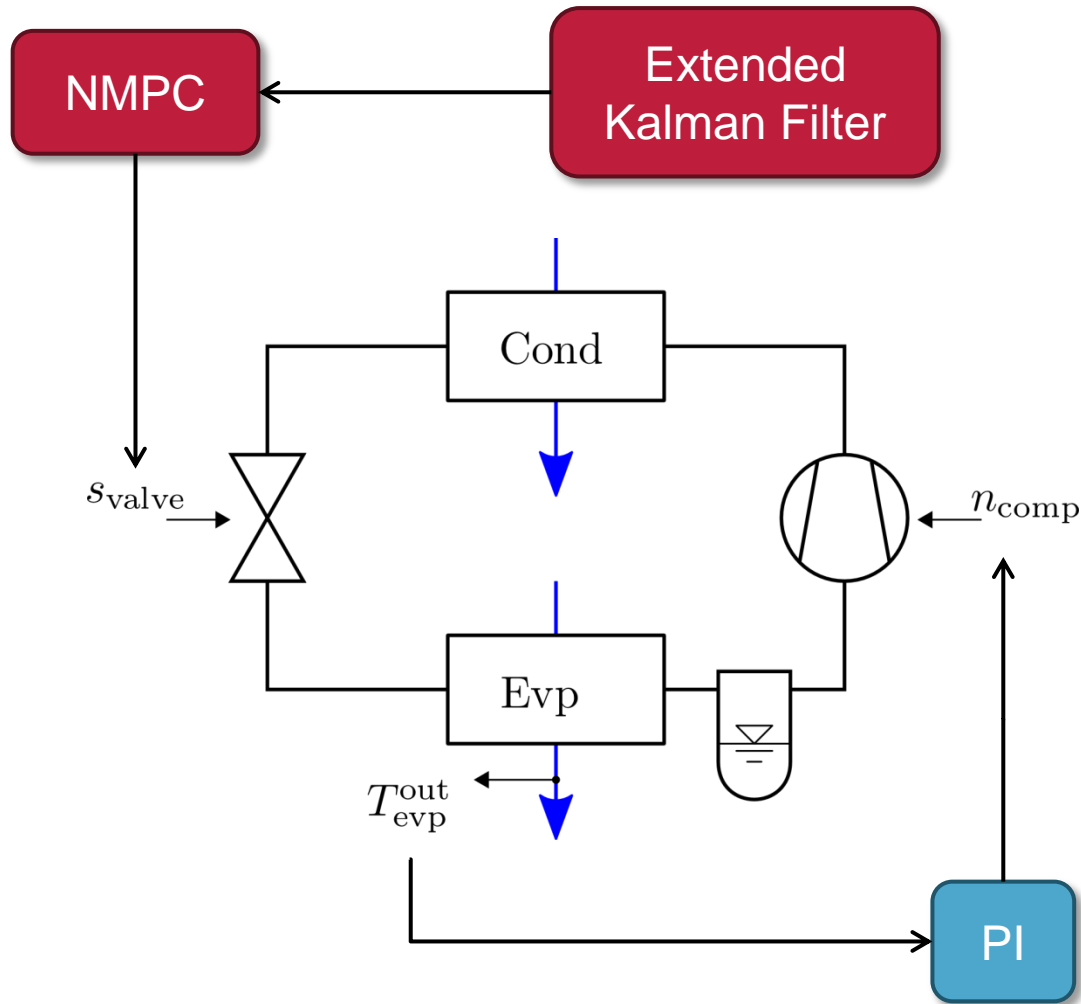 NMPC
Extended
Kalman Filter
Cond
s_valve
n_comp
Evp
T_evp^out
PI